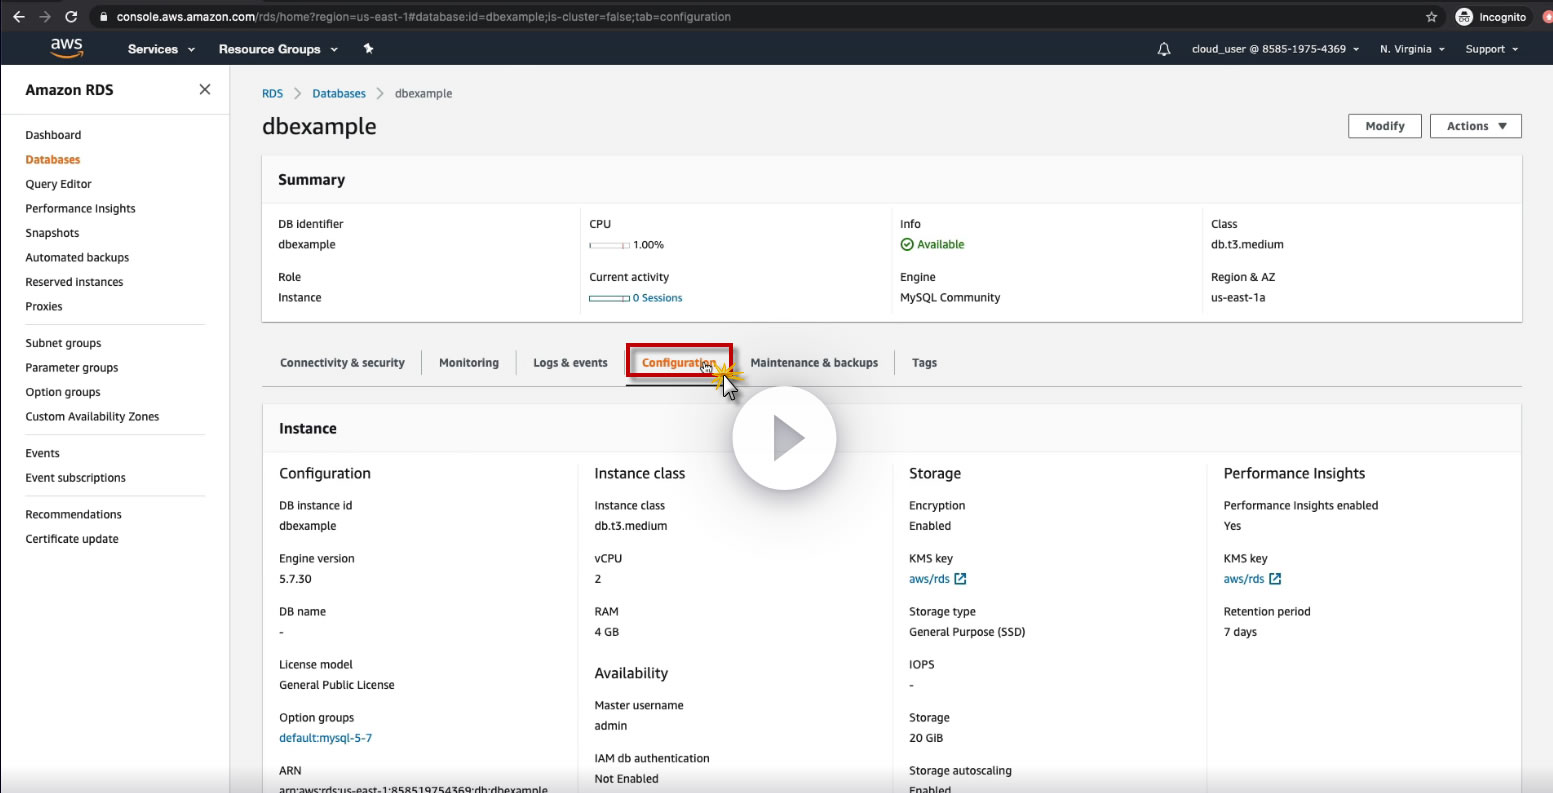 console.aws.amazon.com/rds/home?region=us-east-1#database:id=dbexample;is-cluster=false;tab=configuration
Incognito
aws
Services
Resource Groups
cloud_user @ 8585-1975-4369
N. Virginia
Support
Amazon RDS
Dashboard
Databases
Query Editor
Performance Insights
Snapshots
Automated backups
Reserved instances
Proxies
Subnet groups
Parameter groups
Option groups
Custom Availability Zones
Events
Event subscriptions
Recommendations
Certificate update
RDS > Databases > dbexample
dbexample
Modify
Actions
Summary
DB identifier
dbexample
Role
Instance
CPU
1.00%
Current activity
0 Sessions
Info
Available
Engine
MySQL Community
Class
db.t3.medium
Region & AZ
us-east-1a
Connectivity & security
Monitoring
Logs & events
Configuration
Maintenance & backups
Tags
Instance
Configuration
DB instance id
dbexample
Engine version
5.7.30
DB name
-
License model
General Public License
Option groups
default:mysql-5-7
ARN
arn:aws:rds:us-east-1:858519754369:db:dbexample
Instance class
Instance class
db.t3.medium
vCPU
2
RAM
4 GB
Availability
Master username
admin
IAM db authentication
Not Enabled
Storage
Encryption
Enabled
KMS key
aws/rds
Storage type
General Purpose (SSD)
IOPS
-
Storage
20 GiB
Storage autoscaling
Enabled
Performance Insights
Performance Insights enabled
Yes
KMS key
aws/rds
Retention period
7 days